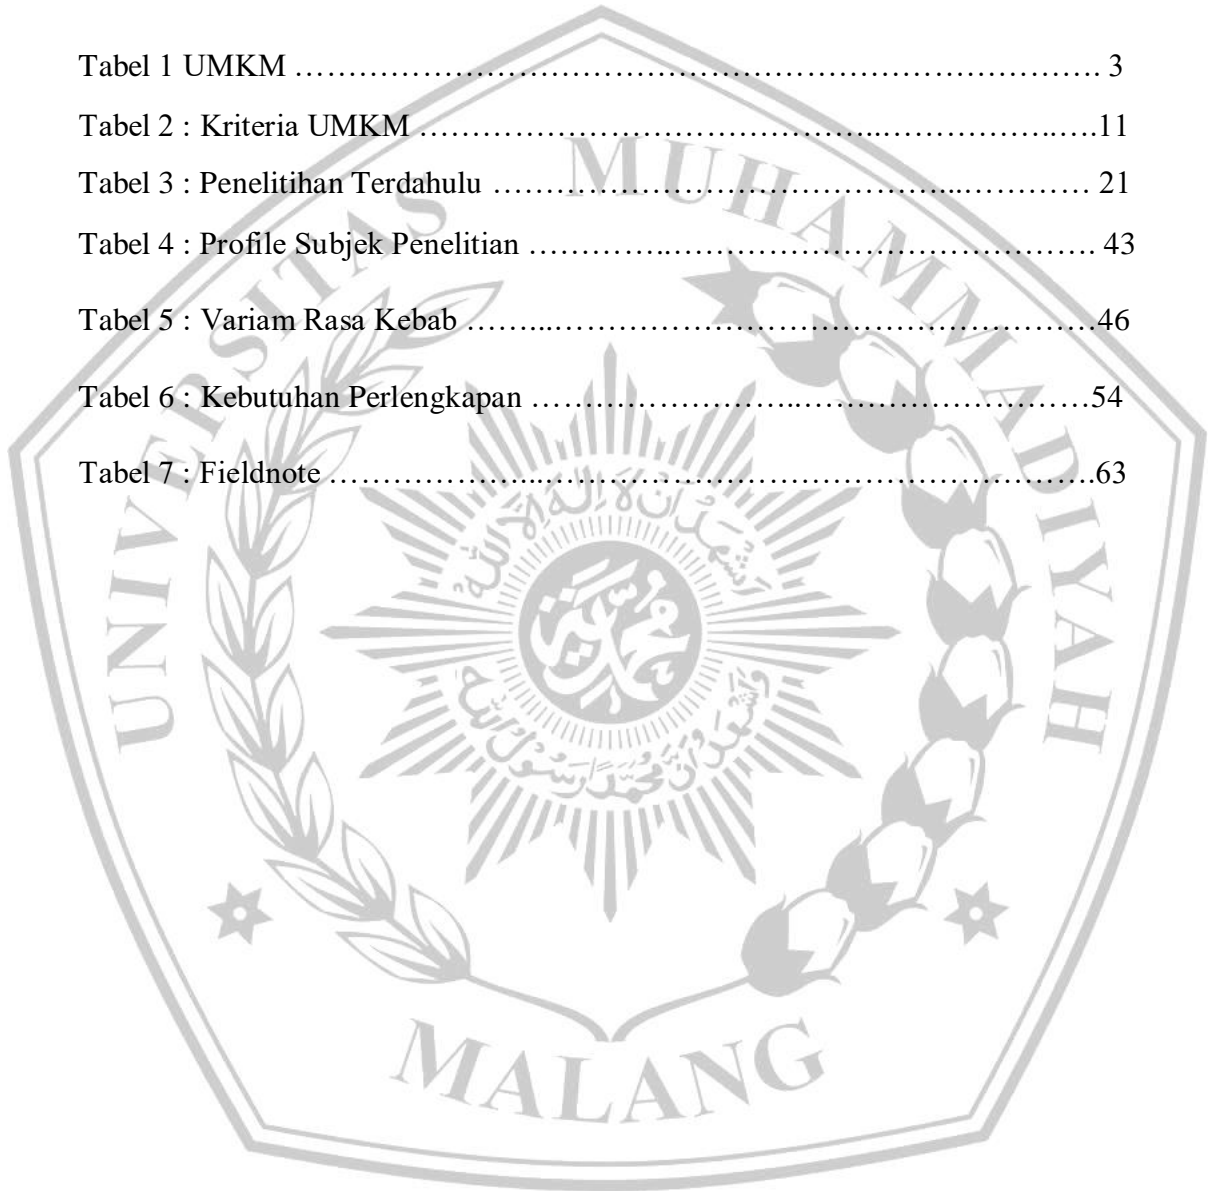 Tabel 1 UMKM ……………………………………………………………………………. 3
Tabel 2 : Kriteria UMKM …………………………………………...……………...…..11
Tabel 3 : Penelitihan Terdahulu …………………………………………...………… 21
Tabel 4 : Profile Subjek Penelitian …………..………………………………………. 43
Tabel 5 : Variam Rasa Kebab ……...…………………………………………………46
Tabel 6 : Kebutuhan Perlengkapan ………………………..…………………………54
Tabel 7 : Fieldnote …………………...……………………………………………….63
UNIVERSITAS MUHAMMADIYAH
MALANG